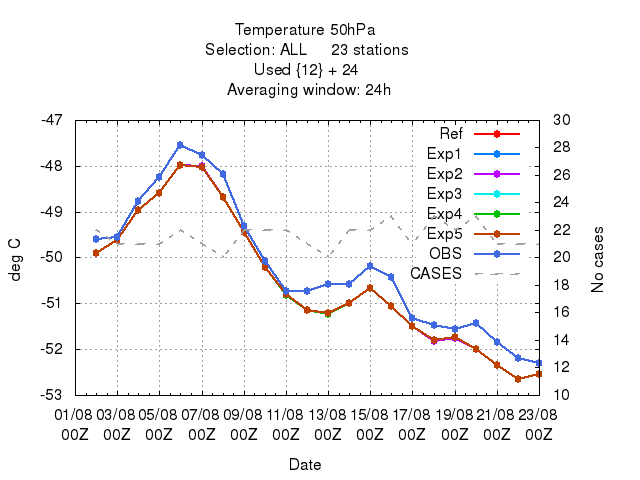 Temperature 50hPa
Selection: ALL 23 stations
Used {12} + 24
Averaging window: 24h
-47
-48
-49
-50
-51
-52
-53
deg C
30
28
26
24
22
20
18
16
14
12
10
No cases
Ref
Exp1
Exp2
Exp3
Exp4
Exp5
OBS
CASES
01/08 03/08 05/08 07/08 09/08 11/08 13/08 15/08 17/08 19/08 21/08 23/08
00Z 00Z 00Z 00Z 00Z 00Z 00Z 00Z 00Z 00Z 00Z 00Z
Date